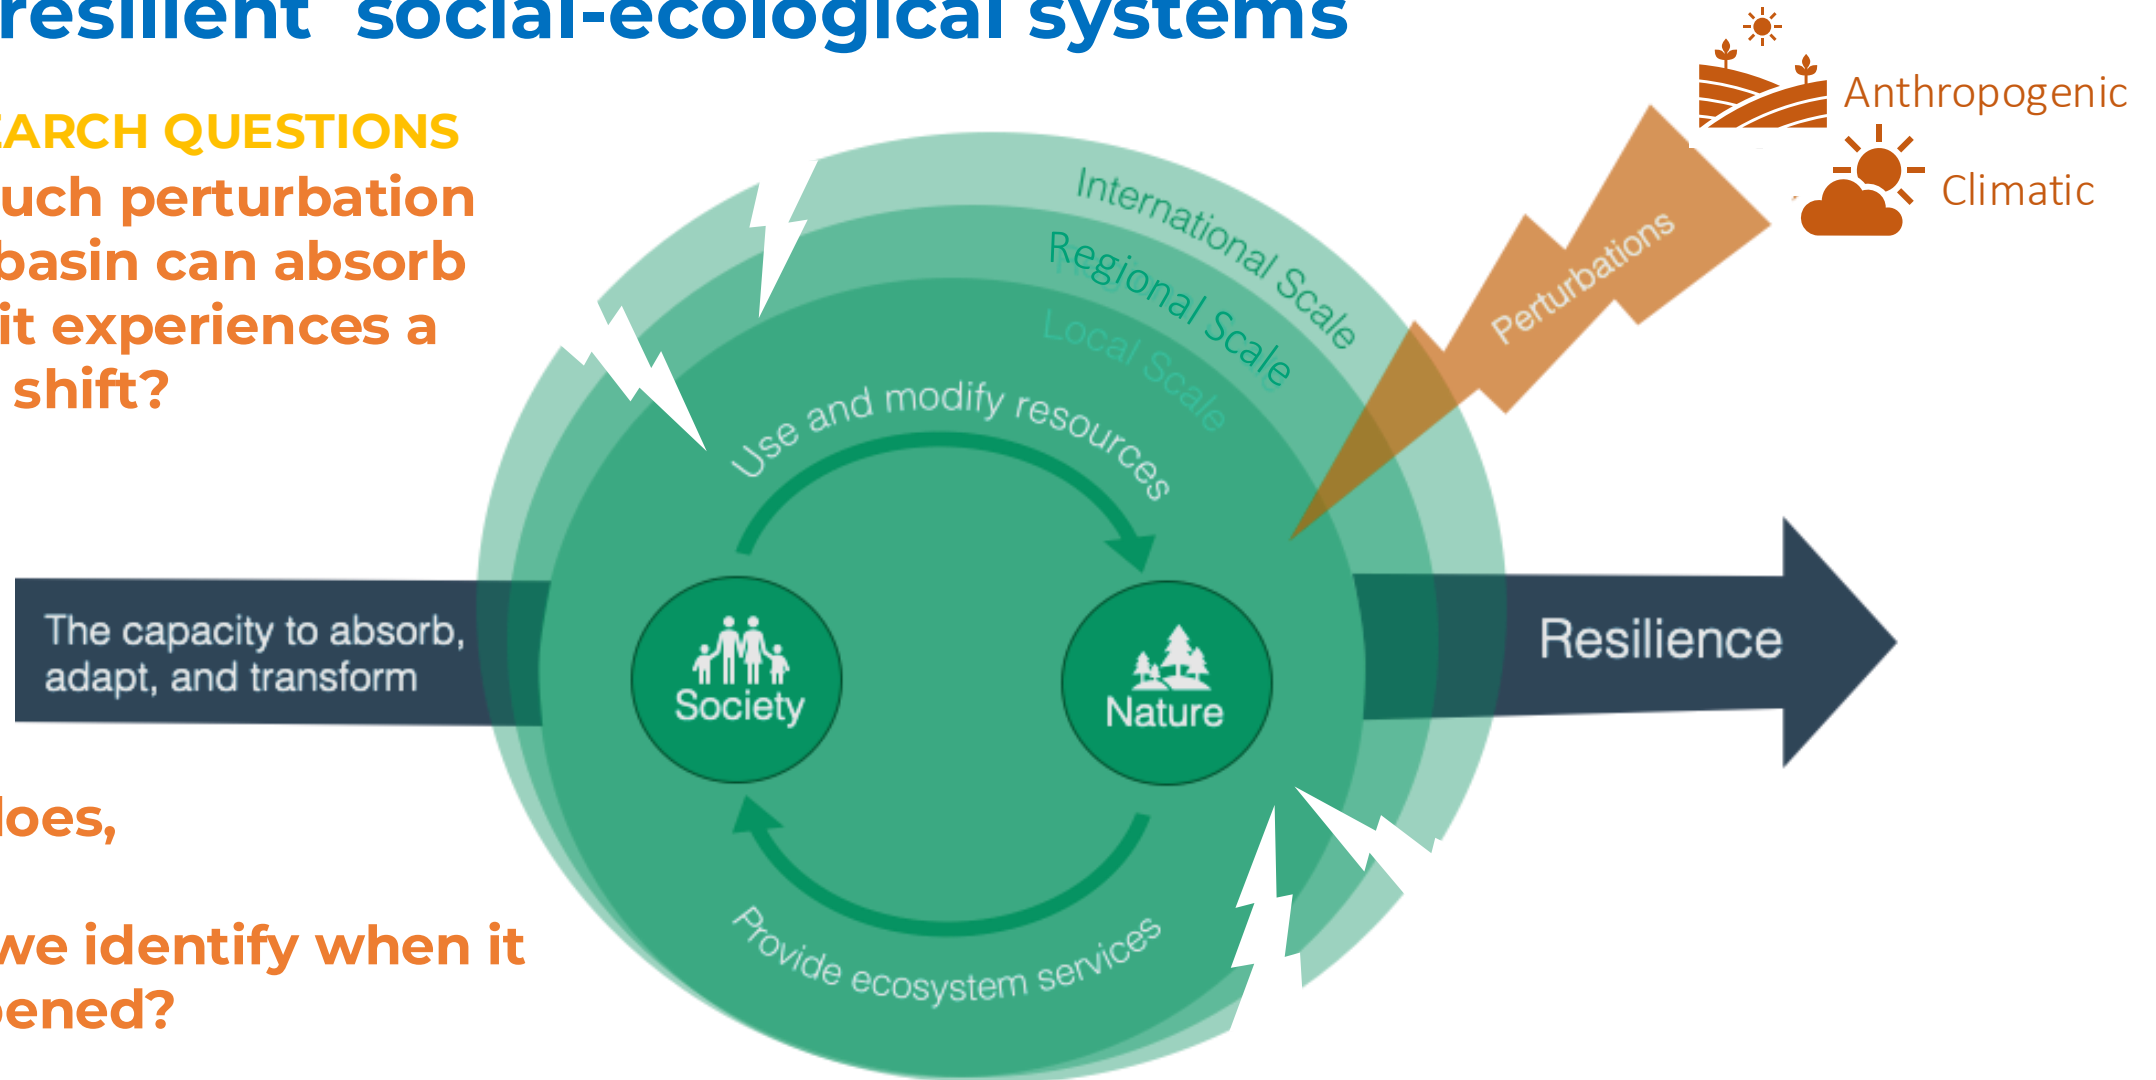 resilient social-ecological systems
EARCH QUESTIONS
uch perturbation
basin can absorb
it experiences a
shift?
Anthropogenic
Climatic
Perturbations
International Scale
Regional Scale
Local Scale
Use and modify resources
The capacity to absorb,
adapt, and transform
Society
Nature
Resilience
Provide ecosystem services
loes,
we identify when it
pened?